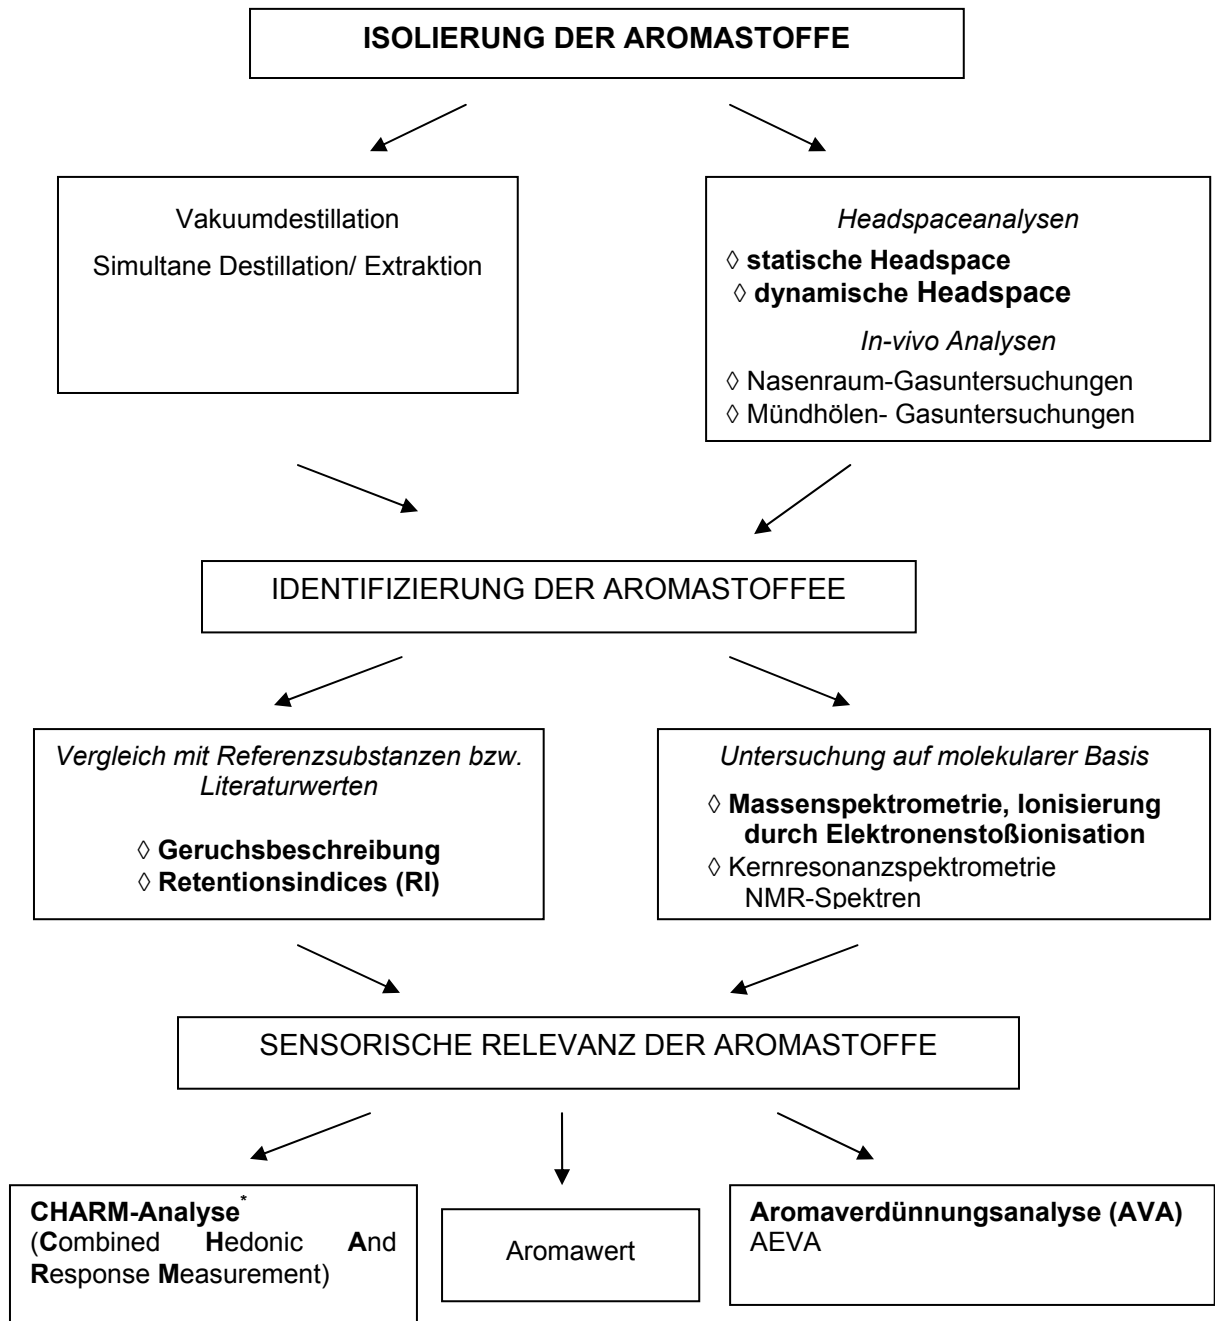 ISOLIERUNG DER AROMASTOFFE
Vakuumdestillation
Simultane Destillation/ Extraktion
Headspaceanalysen
◊ statische Headspace
◊ dynamische Headspace
In-vivo Analysen
◊ Nasenraum-Gasuntersuchungen
◊ Mündhölen- Gasuntersuchungen
IDENTIFIZIERUNG DER AROMASTOFFEE
Vergleich mit Referenzsubstanzen bzw.
Literaturwerten
◊ Geruchsbeschreibung
◊ Retentionsindices (RI)
Untersuchung auf molekularer Basis
◊ Massenspektrometrie, Ionisierung
durch Elektronenstoßionisation
◊ Kernresonanzspektrometrie
NMR-Spektren
SENSORISCHE RELEVANZ DER AROMASTOFFE
CHARM-Analyse*
(Combined Hedonic And
Response Measurement)
Aromawert
Aromaverdünnungsanalyse (AVA)
AEVA